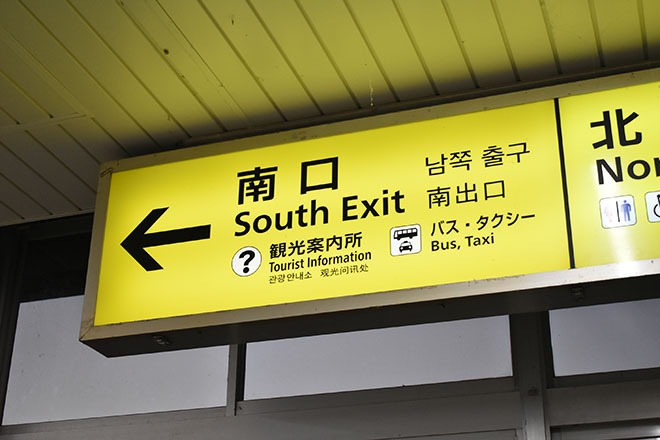 南口
South Exit
남쪽 출구
南出口
観光案内所
Tourist Information
관광안내소 观光问讯处
バス・タクシー
Bus, Taxi
北